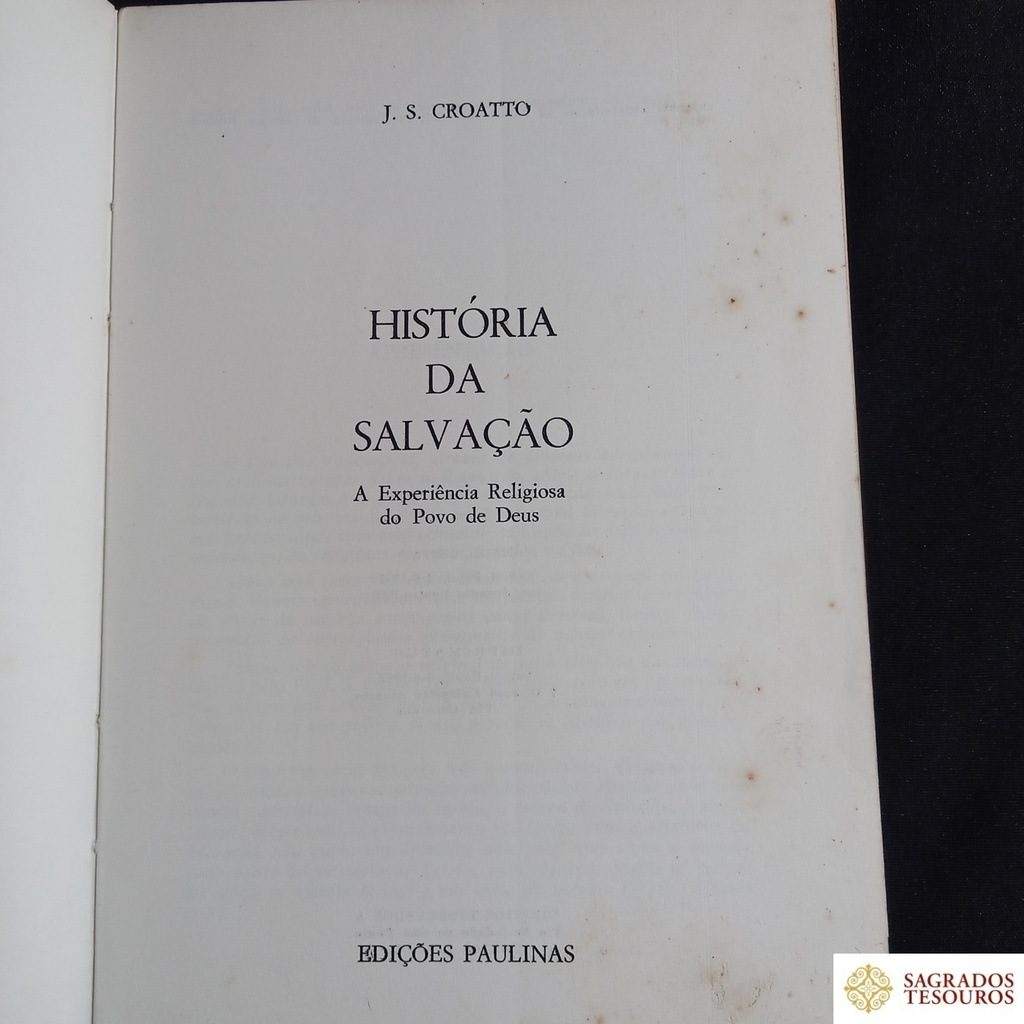 J. S. CROATTO
HISTÓRIA
DA
SALVAÇÃO
A Experiência Religiosa
do Povo de Deus
EDIÇÕES PAULINAS
SAGRADOS
TESOUROS